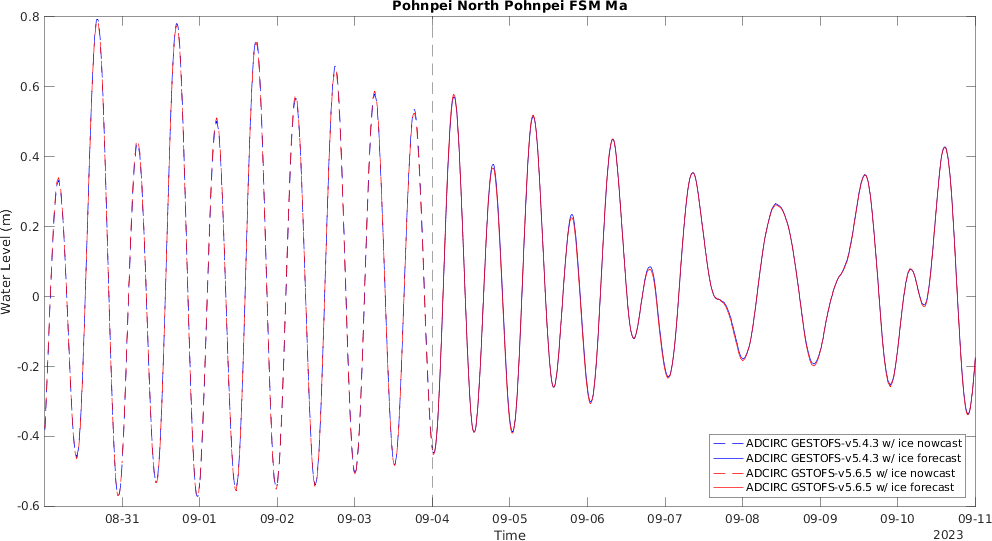 Pohnpei North Pohnpei FSM Ma
0.8
0.6
0.4
0.2
0
-0.2
-0.4
-0.6
Water Level (m)
ADCIRC GESTOFS-v5.4.3 w/ ice nowcast
ADCIRC GESTOFS-v5.4.3 w/ ice forecast
ADCIRC GSTOFS-v5.6.5 w/ ice nowcast
ADCIRC GSTOFS-v5.6.5 w/ ice forecast
08-31 09-01 09-02 09-03 09-04 09-05 09-06 09-07 09-08 09-09 09-10 09-11
Time
2023